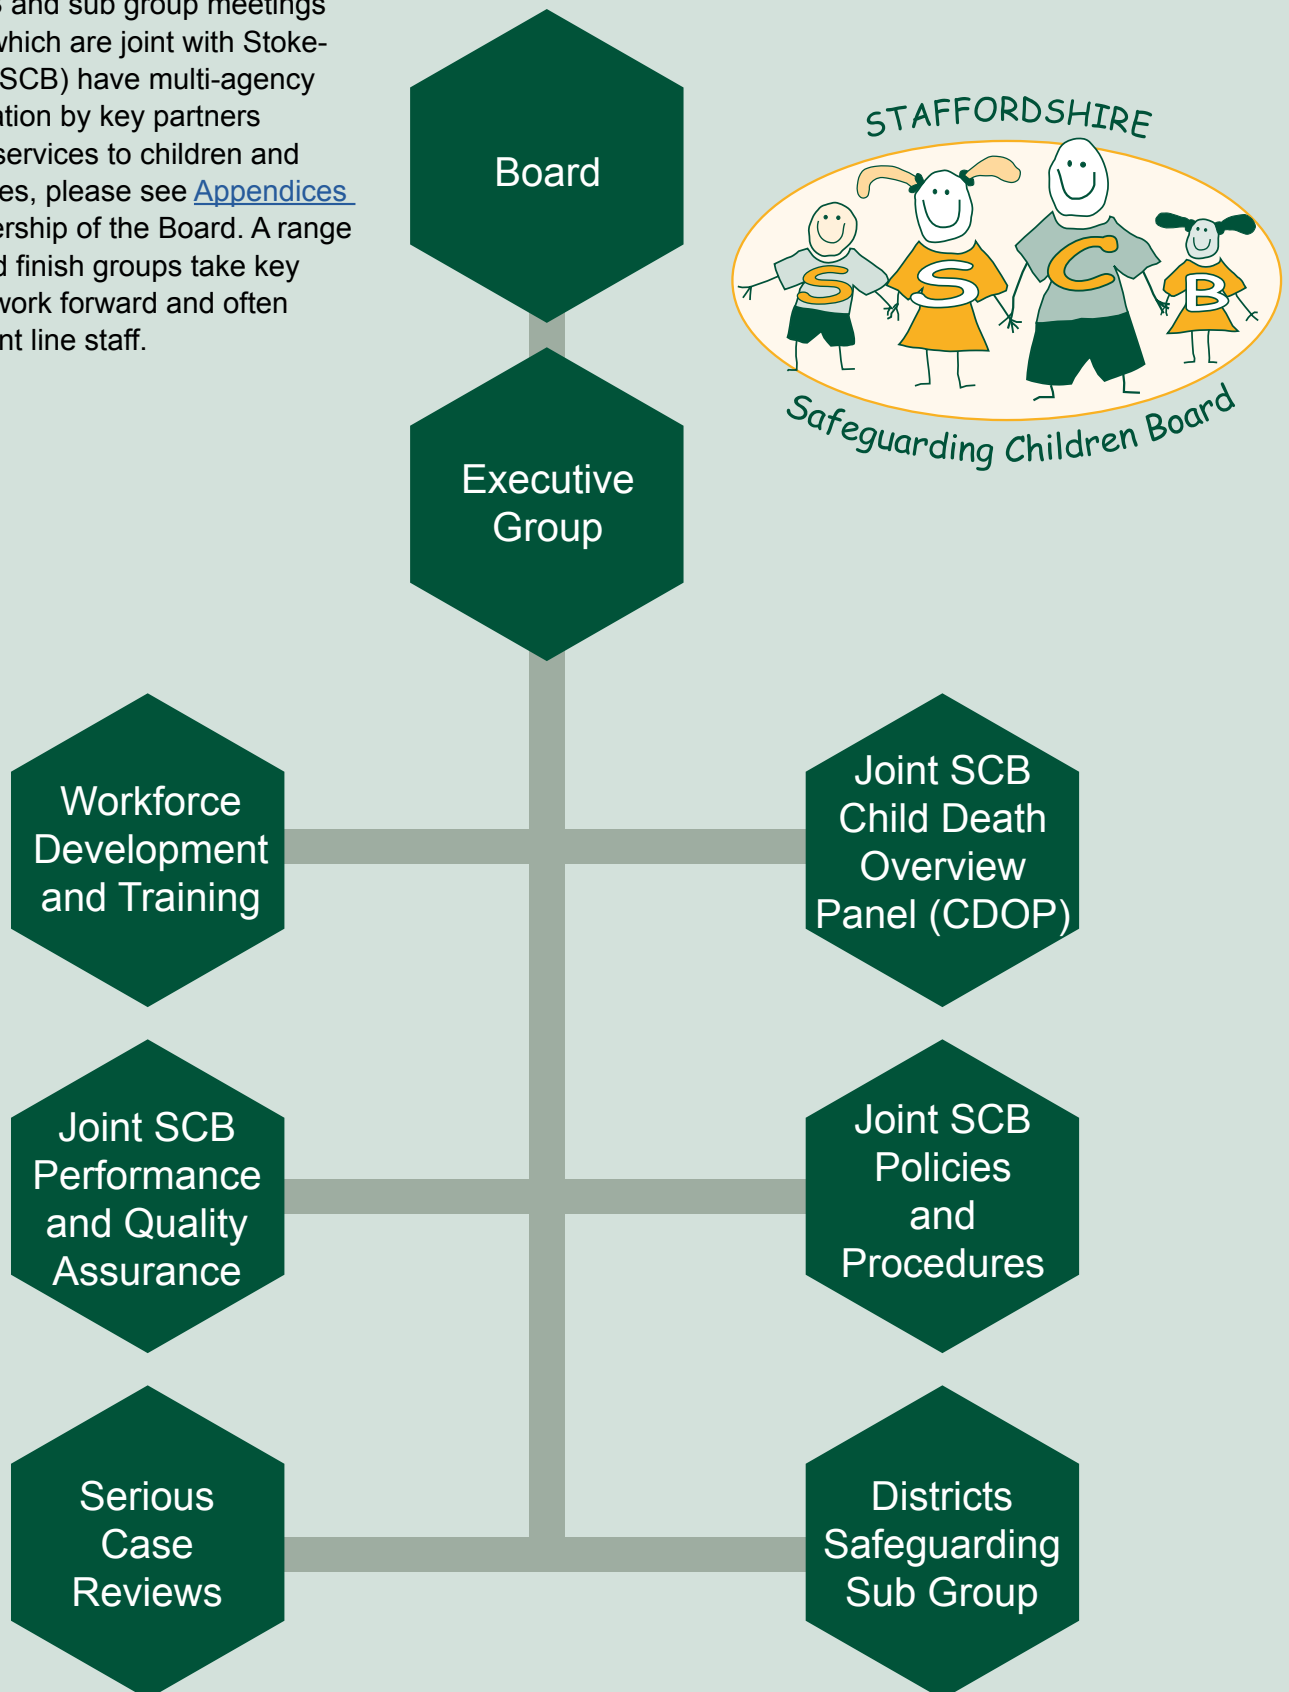 and sub group meetings
which are joint with Stoke-
SCB) have multi-agency
ation by key partners
services to children and
es, please see Appendices
ership of the Board. A range
d finish groups take key
work forward and often
nt line staff.
Board
STAFFORDSHIRE
S S C B
Safeguarding Children Board
Executive
Group
Workforce
Development
and Training
Joint SCB
Child Death
Overview
Panel (CDOP)
Joint SCB
Performance
and Quality
Assurance
Joint SCB
Policies
and
Procedures
Serious
Case
Reviews
Districts
Safeguarding
Sub Group